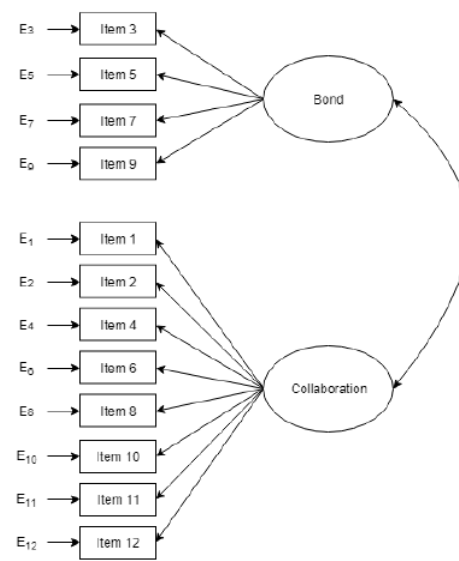 E3 Item 3
E5 Item 5
Bond
E7 Item 7
E9 Item 9
E1 Item 1
E2 Item 2
E4 Item 4
E6 Item 6
Collaboration
E8 Item 8
E10 Item 10
E11 Item 11
E12 Item 12